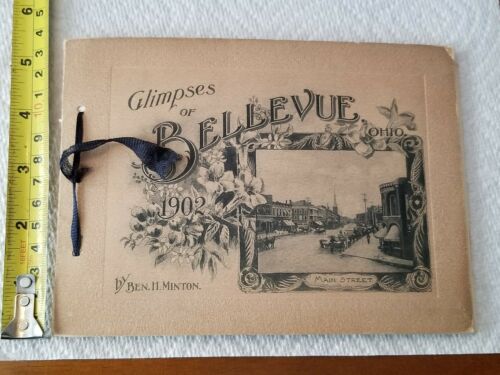 Glimpses
OF
BELLEVUE
OHIO.
1902
by BEN. H. MINTON.
MAIN STREET